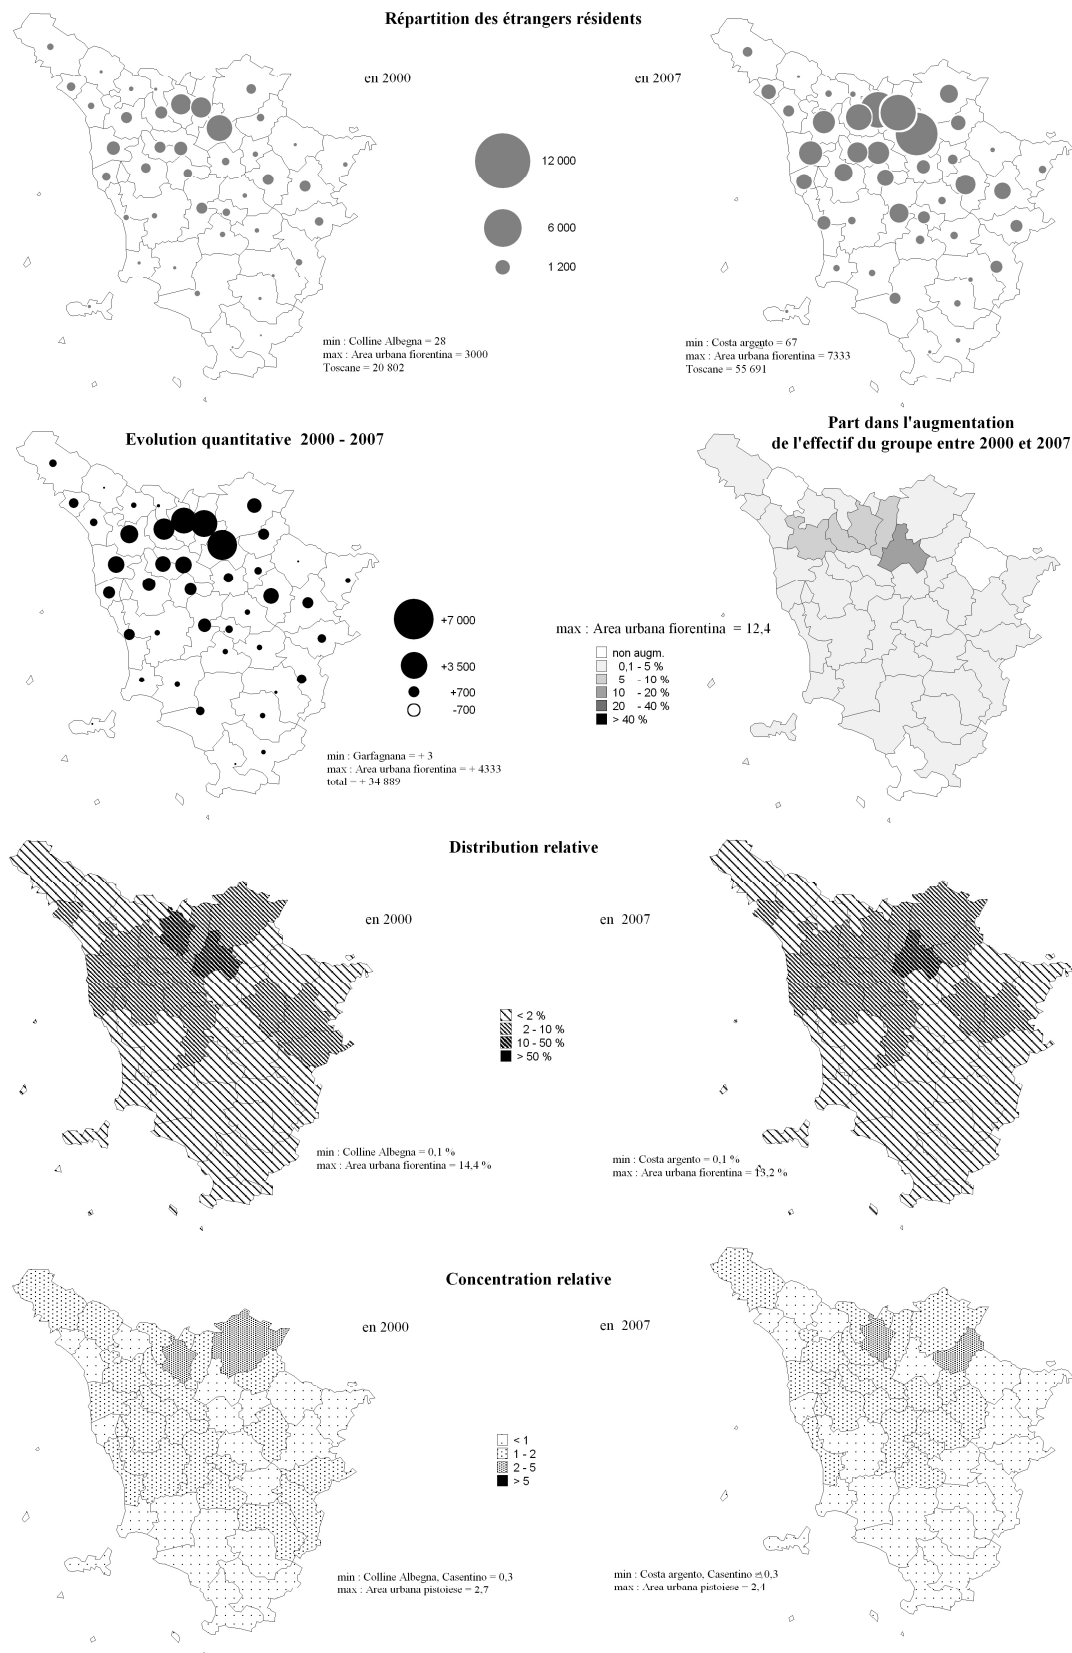 Répartition des étrangers résidents
en 2000
en 2007
12 000
6 000
1 200
min : Colline Albegna = 28
max : Area urbana fiorentina = 3000
Toscane = 20 802
min : Costa argento = 67
max : Area urbana fiorentina = 7333
Toscane = 55 691
Evolution quantitative 2000 - 2007
Part dans l'augmentation
de l'effectif du groupe entre 2000 et 2007
+7 000
+3 500
+700
-700
min : Garfagnana = + 3
max : Area urbana fiorentina = + 4333
total = + 34 889
max : Area urbana fiorentina = 12,4
non augm.
0,1 - 5 %
5 - 10 %
10 - 20 %
20 - 40 %
> 40 %
Distribution relative
en 2000
en 2007
< 2 %
2 - 10 %
10 - 50 %
> 50 %
min : Colline Albegna = 0,1 %
max : Area urbana fiorentina = 14,4 %
min : Costa argento = 0,1 %
max : Area urbana fiorentina = 13,2 %
Concentration relative
en 2000
en 2007
< 1
1 - 2
2 - 5
> 5
min : Colline Albegna, Casentino = 0,3
max : Area urbana pistoiese = 2,7
min : Costa argento, Casentino = 0,3
max : Area urbana pistoiese = 2,4